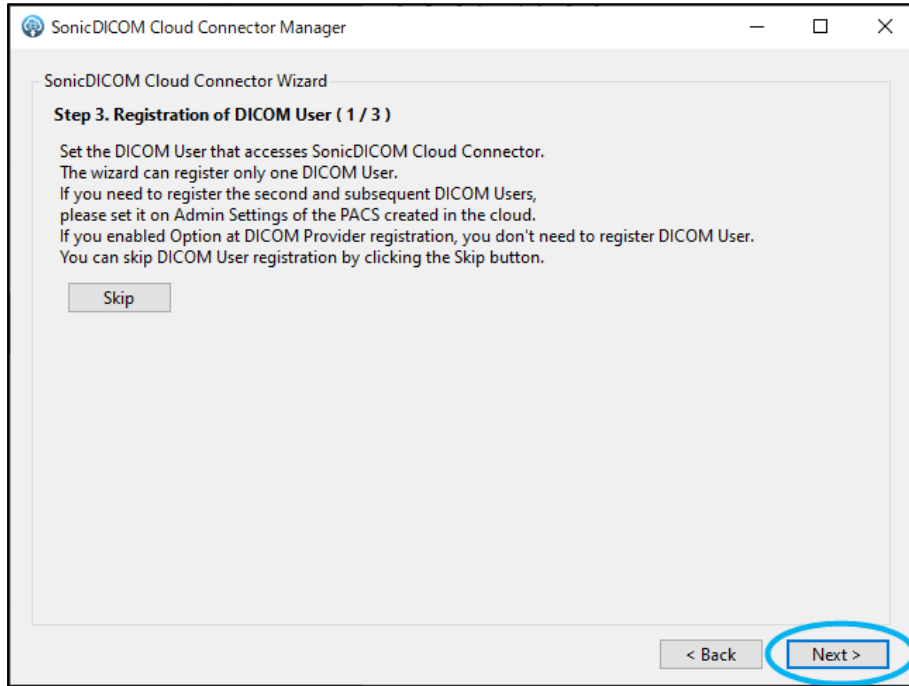 SonicDICOM Cloud Connector Manager
SonicDICOM Cloud Connector Wizard
Step 3. Registration of DICOM User ( 1 / 3 )
Set the DICOM User that accesses SonicDICOM Cloud Connector.
The wizard can register only one DICOM User.
If you need to register the second and subsequent DICOM Users,
please set it on Admin Settings of the PACS created in the cloud.
If you enabled Option at DICOM Provider registration, you don't need to register DICOM User.
You can skip DICOM User registration by clicking the Skip button.
Skip
< Back
Next >